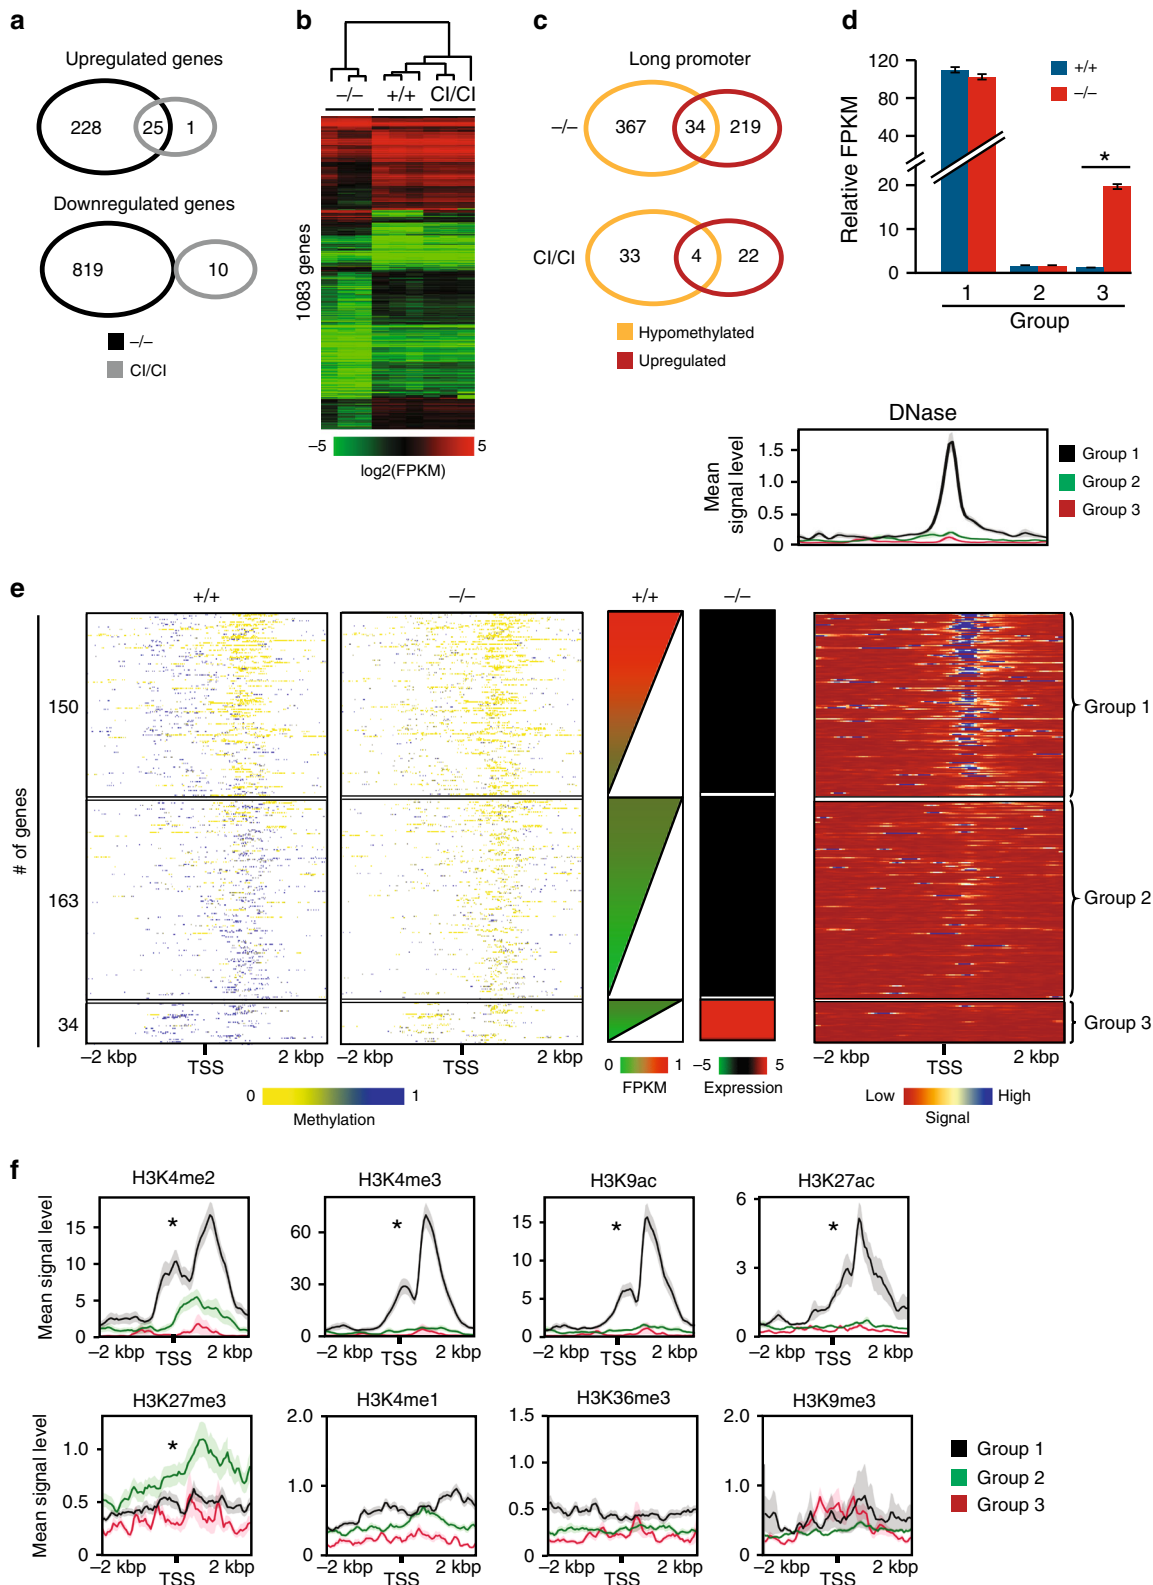 a
Upregulated genes
228 25 1
Downregulated genes
819 10
–/–
CI/CI
b
–/– +/+ CI/CI
1083 genes
–5 5
log2(FPKM)
c
Long promoter
–/– 367 34 219
CI/CI 33 4 22
Hypomethylated
Upregulated
d
Relative FPKM
120
80
40
20
0
+/+
–/–
*
1 2 3
Group
DNase
Mean
signal level
1.5
1.0
0.5
0
Group 1
Group 2
Group 3
e
+/+ –/– +/+ –/–
# of genes
150
163
34
Group 1
Group 2
Group 3
–2 kbp TSS 2 kbp
–2 kbp TSS 2 kbp
–2 kbp TSS 2 kbp
0 1
Methylation
0 1
FPKM
–5 5
Expression
Low High
Signal
f
H3K4me2
Mean signal level
15
10
5
0
*
–2 kbp TSS 2 kbp
H3K4me3
60
30
0
*
–2 kbp TSS 2 kbp
H3K9ac
15
10
5
0
*
–2 kbp TSS 2 kbp
H3K27ac
6
3
0
*
–2 kbp TSS 2 kbp
H3K27me3
Mean signal level
1.0
0.5
0
*
–2 kbp TSS 2 kbp
H3K4me1
2.0
1.0
0
–2 kbp TSS 2 kbp
H3K36me3
1.5
1.0
0.5
0
–2 kbp TSS 2 kbp
H3K9me3
2.0
1.0
0
–2 kbp TSS 2 kbp
Group 1
Group 2
Group 3